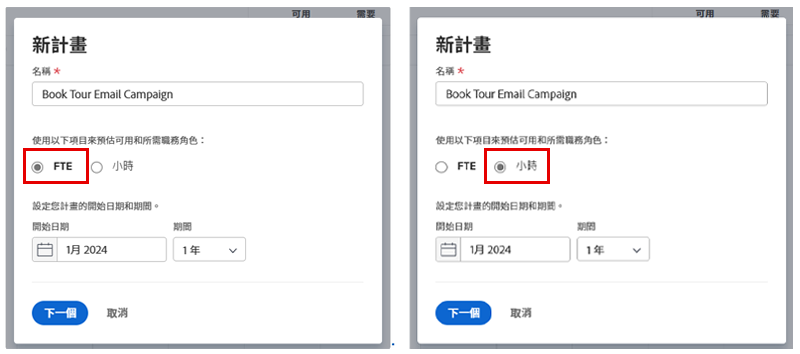 可用 需要
新計畫
名稱 *
Book Tour Email Campaign
使用以下項目來預估可用和所需職務角色：
FTE 小時
設定您計畫的開始日期和期間。
開始日期 期間
1月 2024 1 年
下一個 取消
可用 需要
新計畫
名稱 *
Book Tour Email Campaign
使用以下項目來預估可用和所需職務角色：
FTE 小時
設定您計畫的開始日期和期間。
開始日期 期間
1月 2024 1 年
下一個 取消